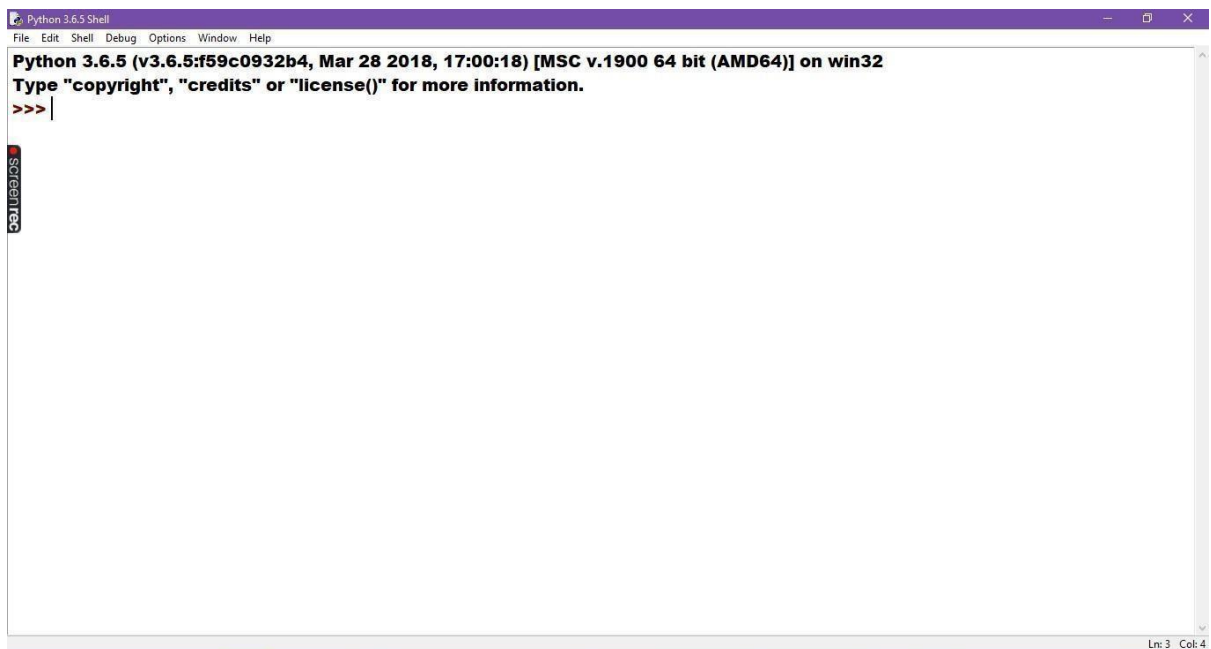 Python 3.6.5 Shell
File Edit Shell Debug Options Window Help
Python 3.6.5 (v3.6.5:f59c0932b4, Mar 28 2018, 17:00:18) [MSC v.1900 64 bit (AMD64)] on win32
Type "copyright", "credits" or "license()" for more information.
>>>
screenrec
Ln: 3 Col: 4